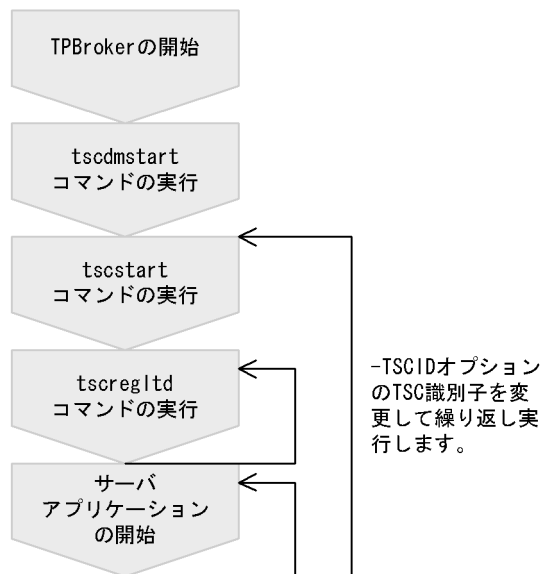 TPBrokerの開始
tscdmstart
コマンドの実行
tscstart
コマンドの実行
tscregltd
コマンドの実行
サーバ
アプリケーション
の開始
-TSCIDオプション
のTSC識別子を変
更して繰り返し実
行します。